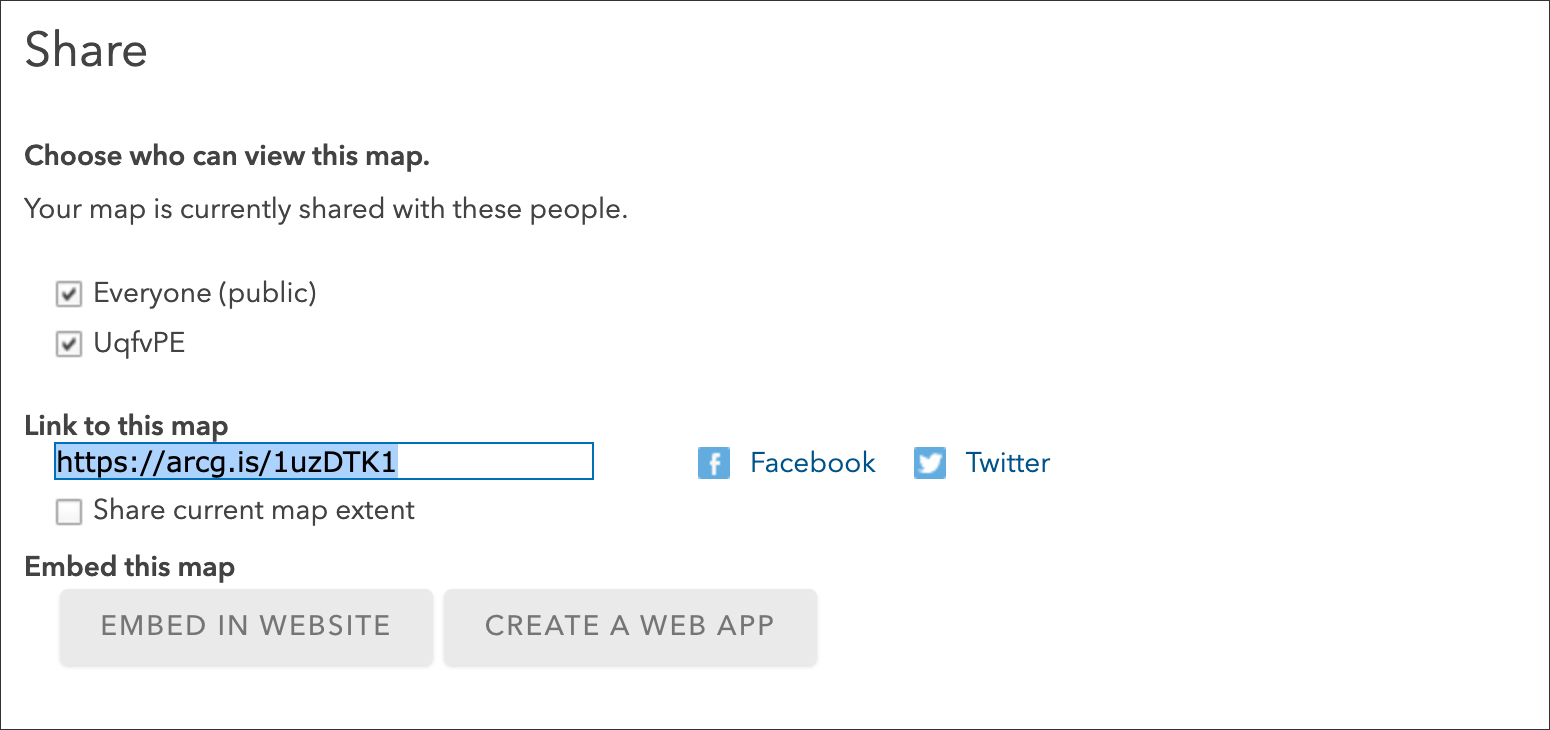 Share
Choose who can view this map.
Your map is currently shared with these people.
Everyone (public)
UqfvPE
Link to this map
https://arcg.is/1uzDTK1 Facebook Twitter
Share current map extent
Embed this map
EMBED IN WEBSITE CREATE A WEB APP